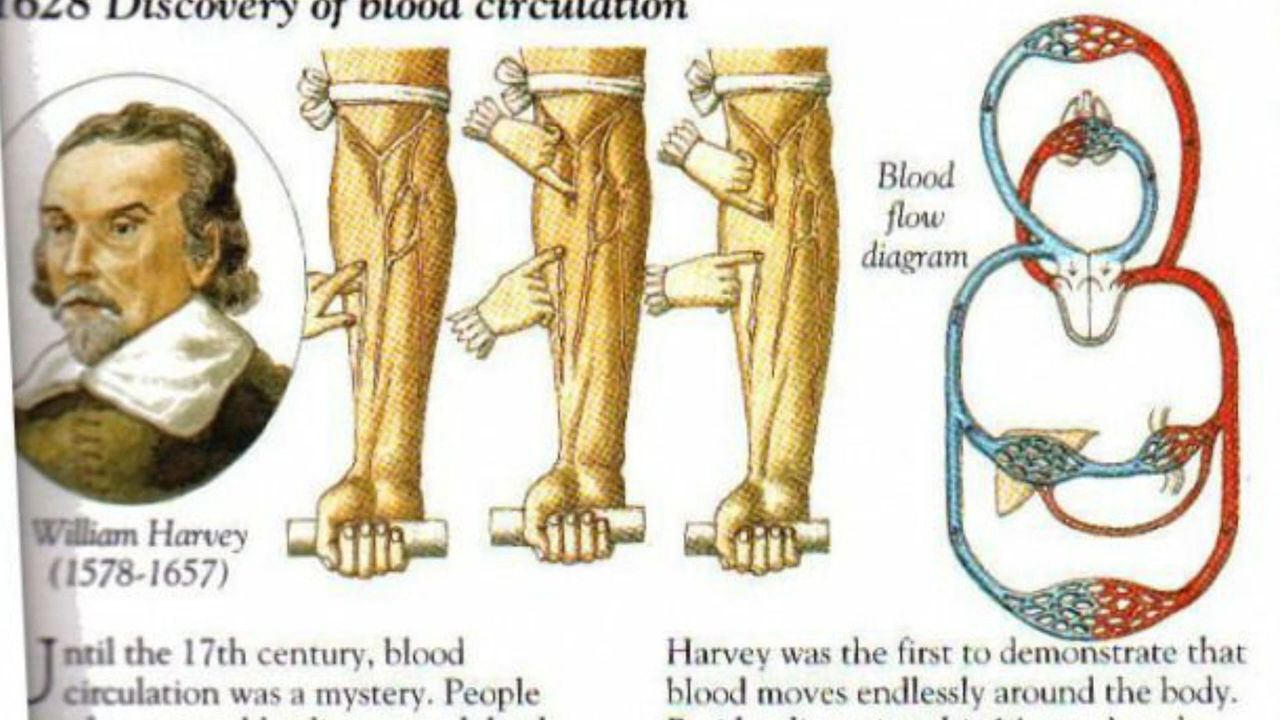 1628 Discovery of blood circulation
Blood
flow
diagram
William Harvey
(1578-1657)
Until the 17th century, blood
circulation was a mystery. People
Harvey was the first to demonstrate that
blood moves endlessly around the body.